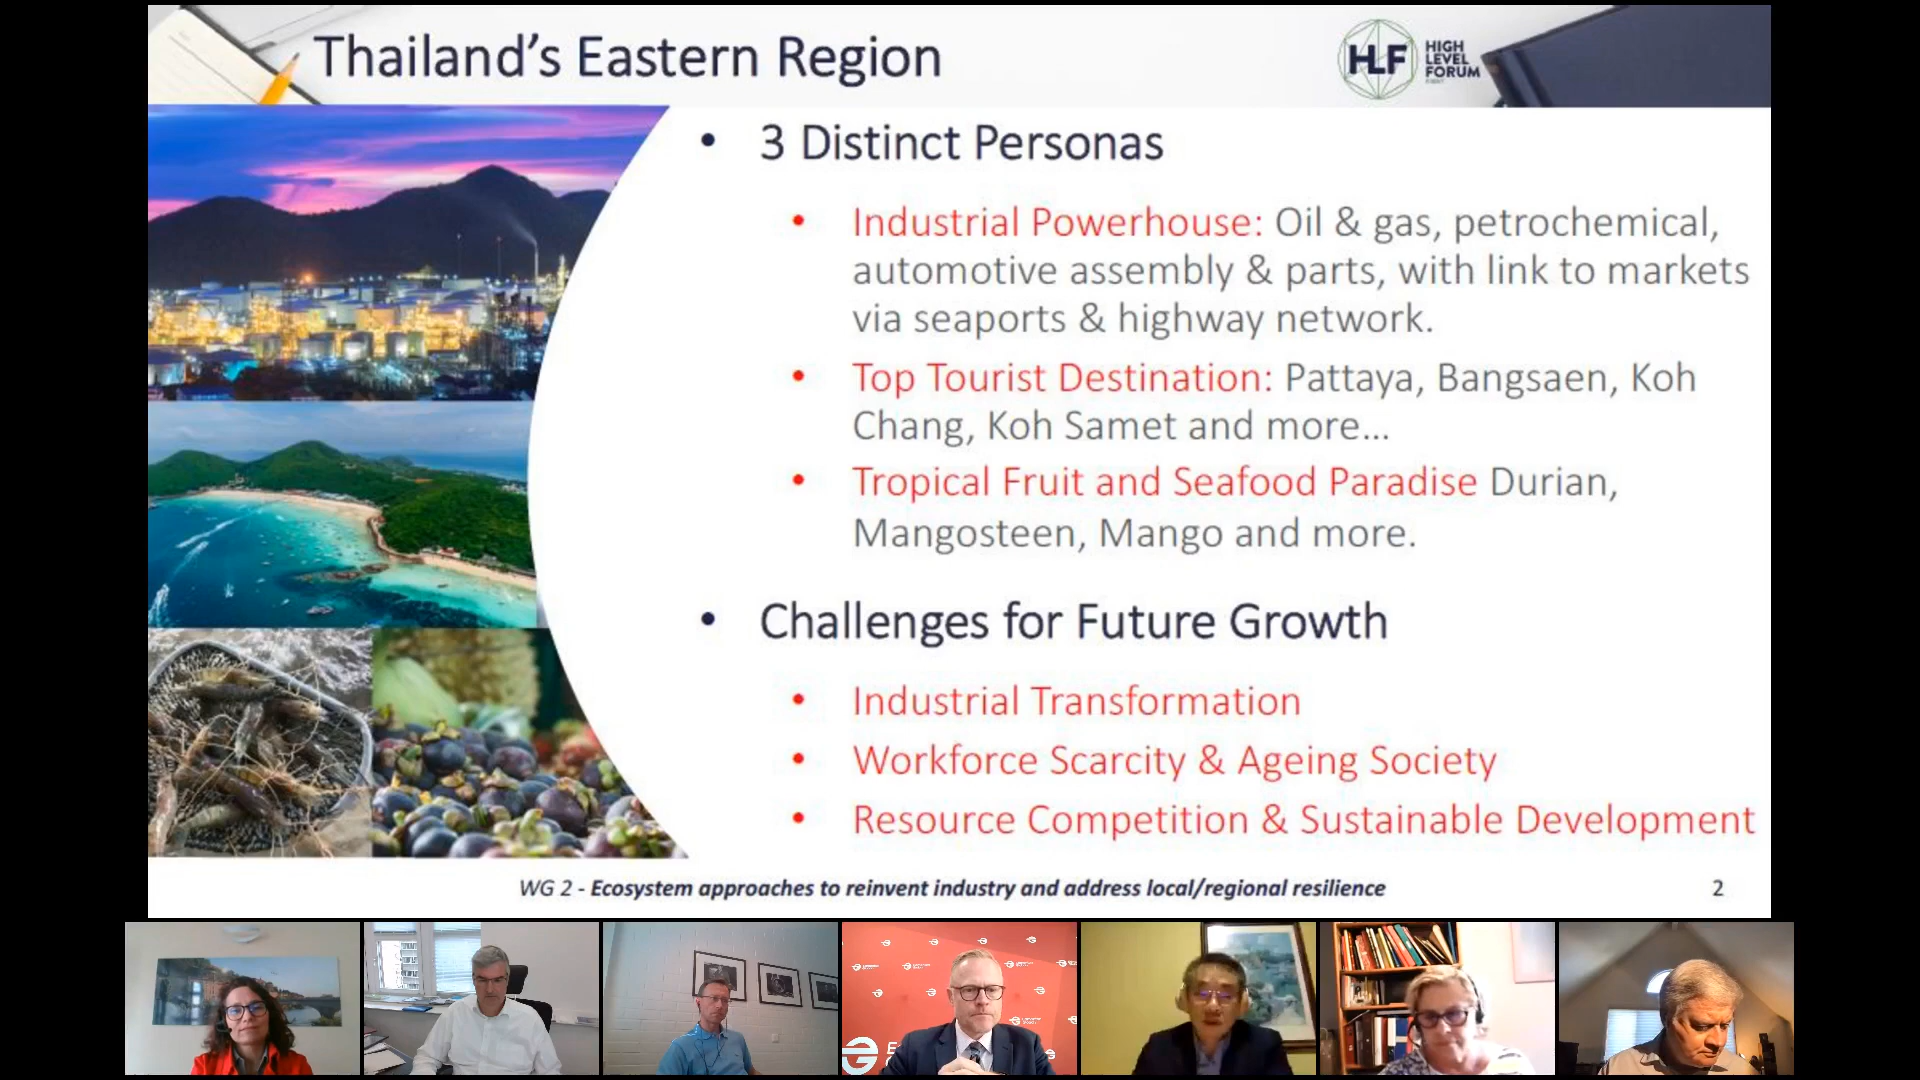 Thailand's Eastern Region
HLF
HIGH
LEVEL
FORUM
• 3 Distinct Personas
• Industrial Powerhouse: Oil & gas, petrochemical,
automotive assembly & parts, with link to markets
via seaports & highway network.
• Top Tourist Destination: Pattaya, Bangsaen, Koh
Chang, Koh Samet and more...
• Tropical Fruit and Seafood Paradise Durian,
Mangosteen, Mango and more.
• Challenges for Future Growth
• Industrial Transformation
• Workforce Scarcity & Ageing Society
• Resource Competition & Sustainable Development
WG 2 - Ecosystem approaches to reinvent industry and address local/regional resilience
2